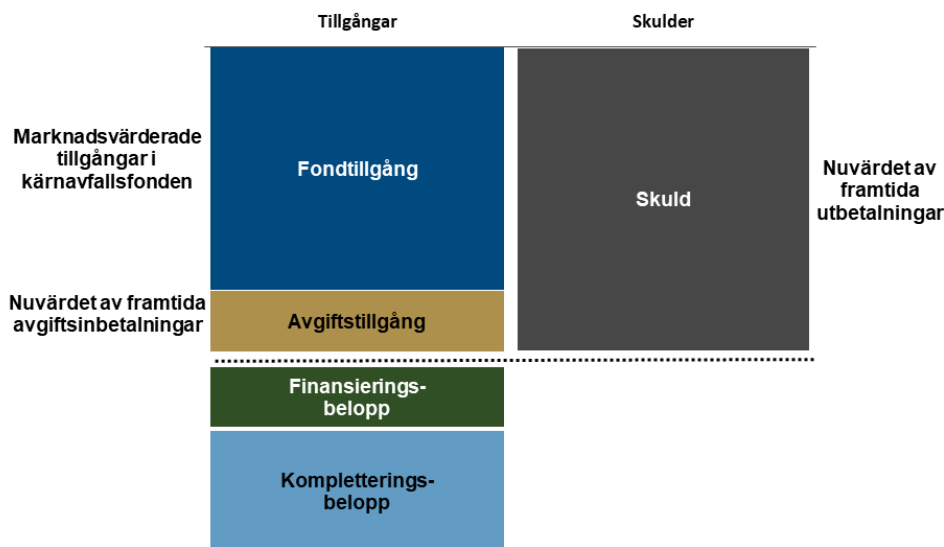 Tillgångar
Skulder
Marknadsvärderade
tillgångar i
kärnavfallsfonden
Fondtillgång
Skuld
Nuvärdet av
framtida
utbetalningar
Nuvärdet av framtida
avgiftsinbetalningar
Avgiftstillgång
Finansierings-
belopp
Kompletterings-
belopp